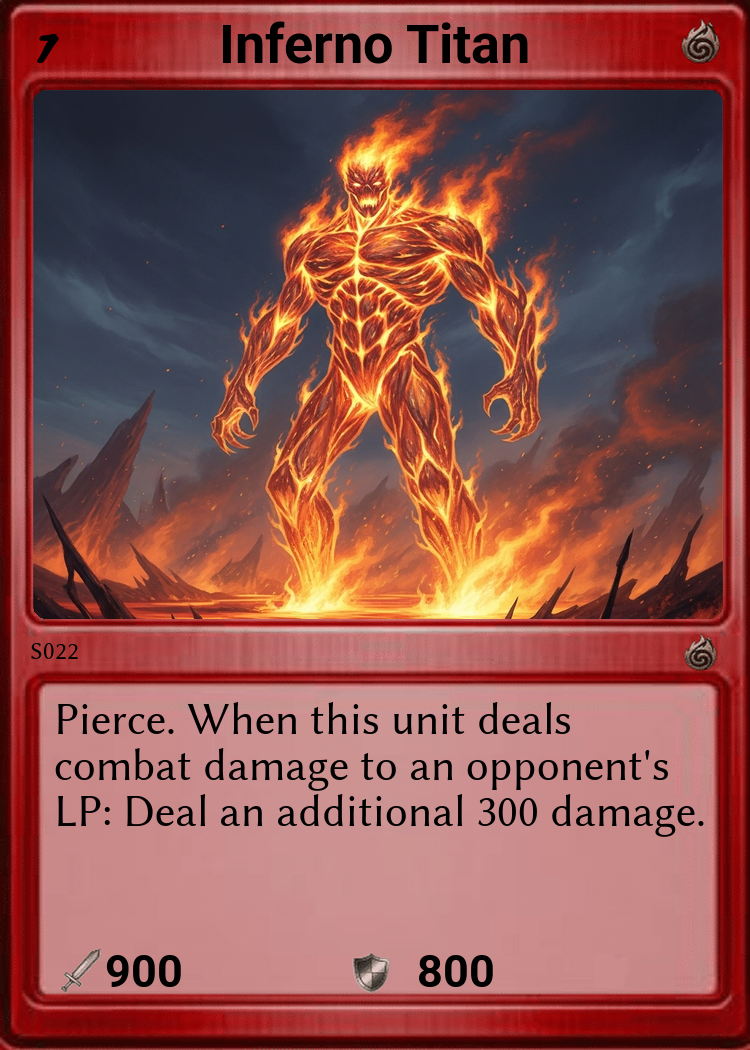 7
Inferno Titan
S022
Pierce. When this unit deals
combat damage to an opponent's
LP: Deal an additional 300 damage.
900
800